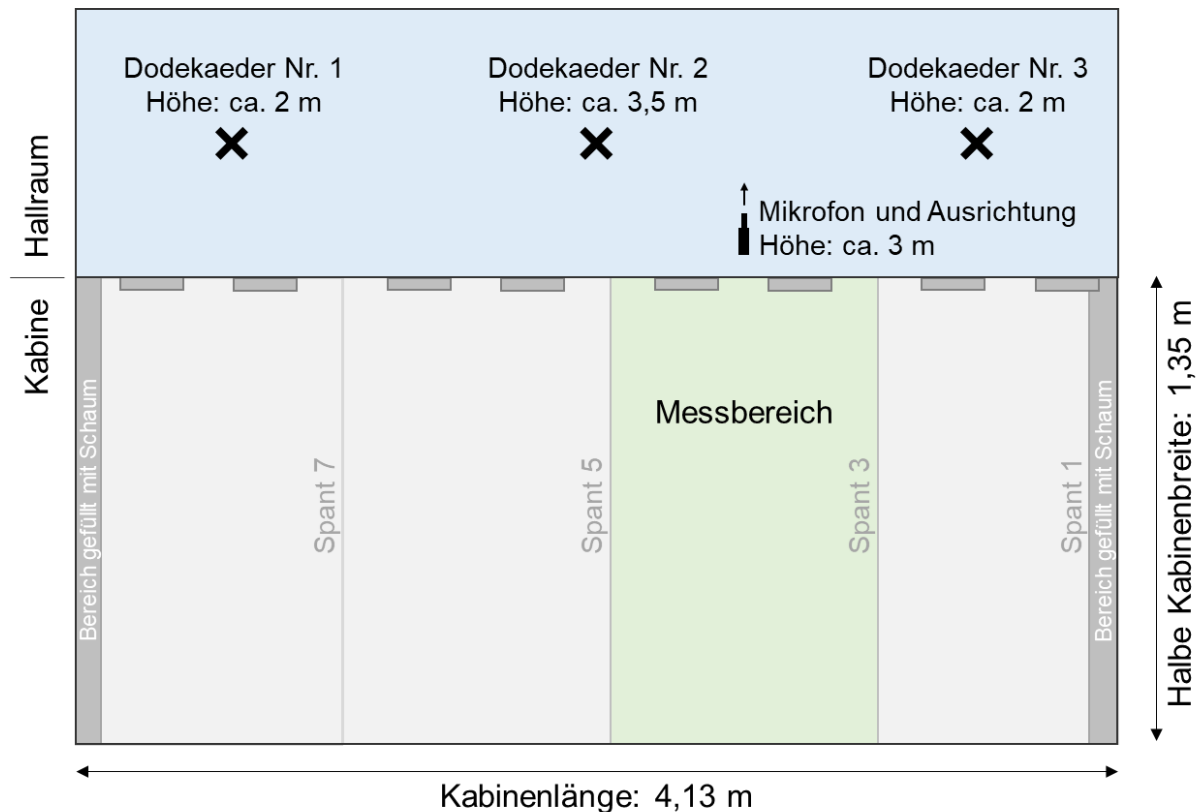 Dodekaeder Nr. 1
Höhe: ca. 2 m
Dodekaeder Nr. 2
Höhe: ca. 3,5 m
Dodekaeder Nr. 3
Höhe: ca. 2 m
Hallraum
Mikrofon und Ausrichtung
Höhe: ca. 3 m
Kabine
Bereich gefüllt mit Schaum
Spant 7
Spant 5
Messbereich
Spant 3
Spant 1
Bereich gefüllt mit Schaum
Halbe Kabinenbreite: 1,35 m
Kabinenlänge: 4,13 m